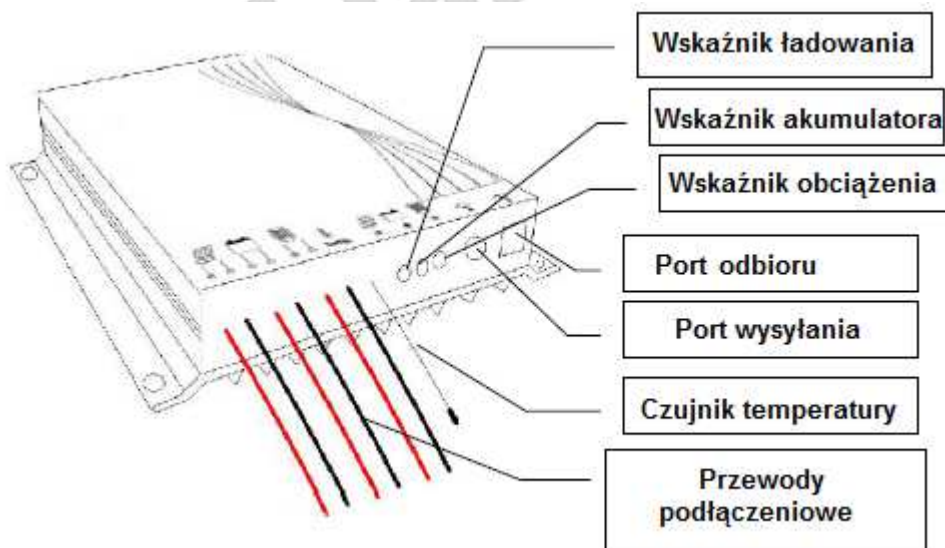 Wskaźnik ładowania
Wskaźnik akumulatora
Wskaźnik obciążenia
Port odbioru
Port wysyłania
Czujnik temperatury
Przewody
podłączeniowe